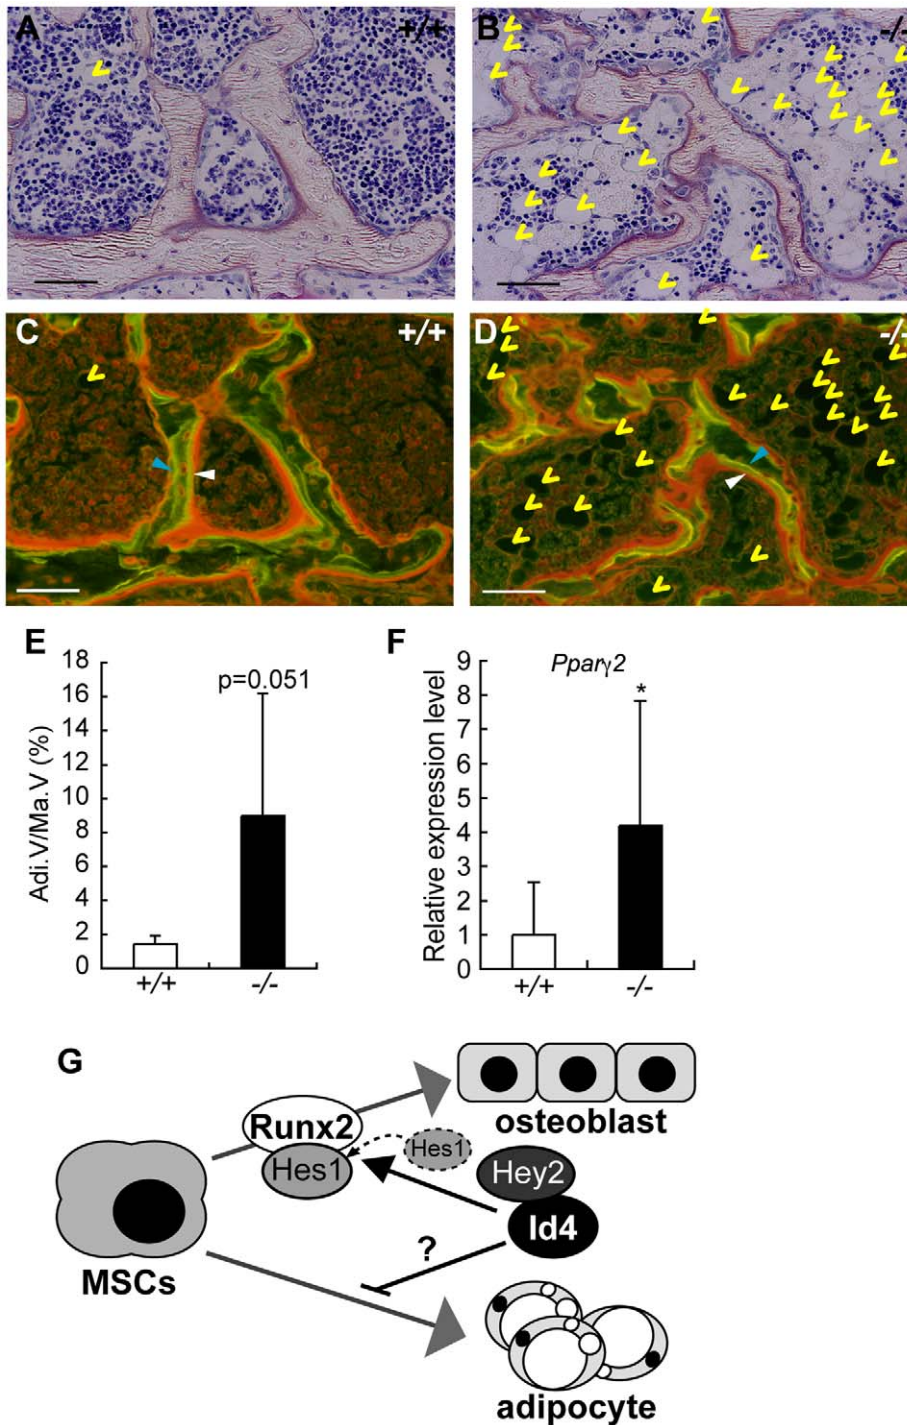 A
+/+
B
-/-
C
+/+
D
-/-
E
18
16
14
12
10
8
6
4
2
0
Adi.V/Ma.V (%)
p=0.051
+/+
-/-
F
9
8
7
6
5
4
3
2
1
0
Relative expression level
Pparγ2
*
+/+
-/-
G
osteoblast
Runx2
Hes1
Hes1
Hey2
Id4
?
MSCs
adipocyte